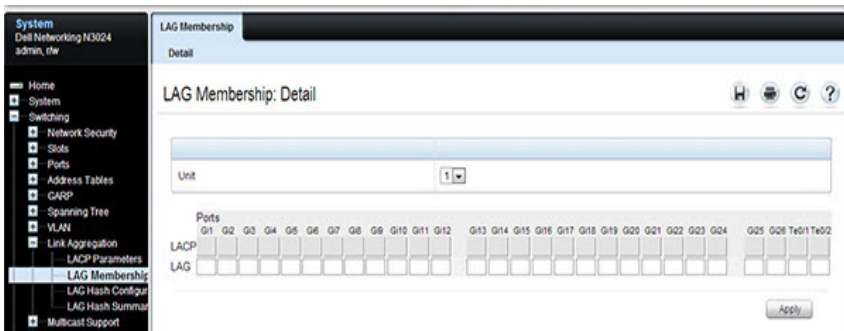 System
Dell Networking N3024
admin, r/w
Home
System
Switching
Network Security
Slots
Ports
Address Tables
GARP
Spanning Tree
VLAN
Link Aggregation
LACP Parameters
LAG Membership
LAG Hash Configur
LAG Hash Summar
Multicast Support
LAG Membership
Detail
LAG Membership: Detail
Unit 1
Ports
Gi1 Gi2 Gi3 Gi4 Gi5 Gi6 Gi7 Gi8 Gi9 Gi10 Gi11 Gi12 Gi13 Gi14 Gi15 Gi16 Gi17 Gi18 Gi19 Gi20 Gi21 Gi22 Gi23 Gi24 Gi25 Gi26 Te0/1 Te0/2
LACP
LAG
Apply